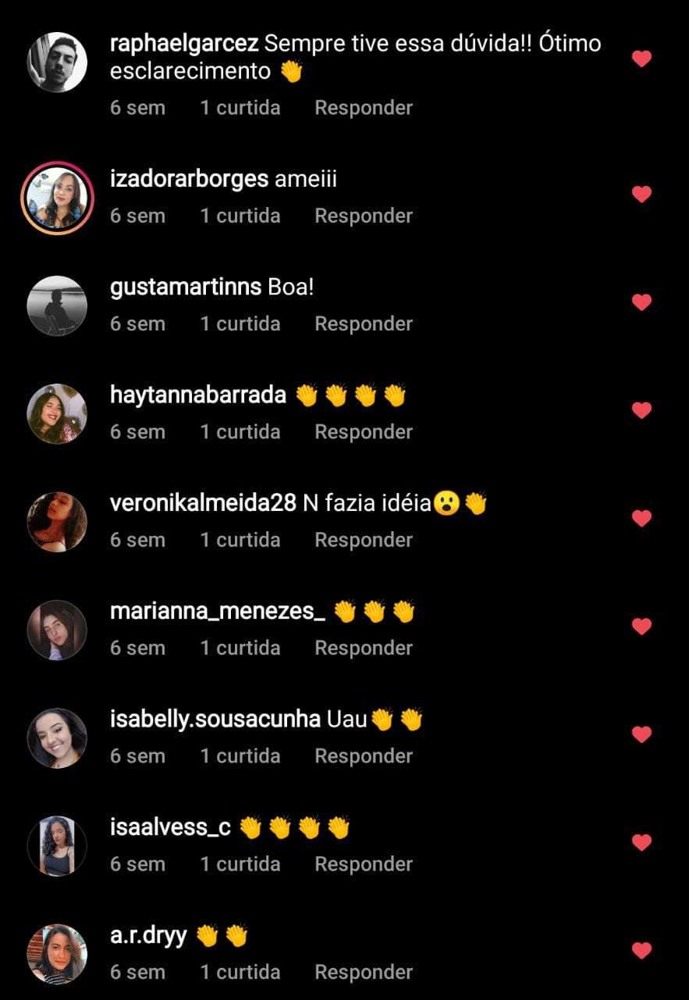 raphaelgarcez Sempre tive essa dúvida!! Ótimo
esclarecimento 👏
6 sem 1 curtida Responder
izadorarborges ameiii
6 sem 1 curtida Responder
gustamartinns Boa!
6 sem 1 curtida Responder
haytannabarrada 👏👏👏👏
6 sem 1 curtida Responder
veronikalmeida28 N fazia idéia😮👏
6 sem 1 curtida Responder
marianna_menezes_ 👏👏👏
6 sem 1 curtida Responder
isabelly.sousacunha Uau👏👏
6 sem 1 curtida Responder
isaalvess_c 👏👏👏👏
6 sem 1 curtida Responder
a.r.dryy 👏👏
6 sem 1 curtida Responder